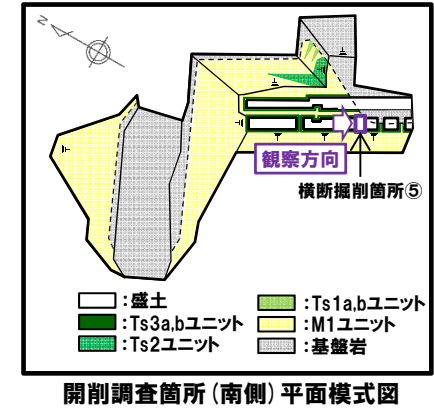 N
観察方向
横断掘削箇所⑤
:盛土
:Ts3a,bユニット
:Ts2ユニット
:Ts1a,bユニット
:M1ユニット
:基盤岩
開削調査箇所(南側)平面模式図